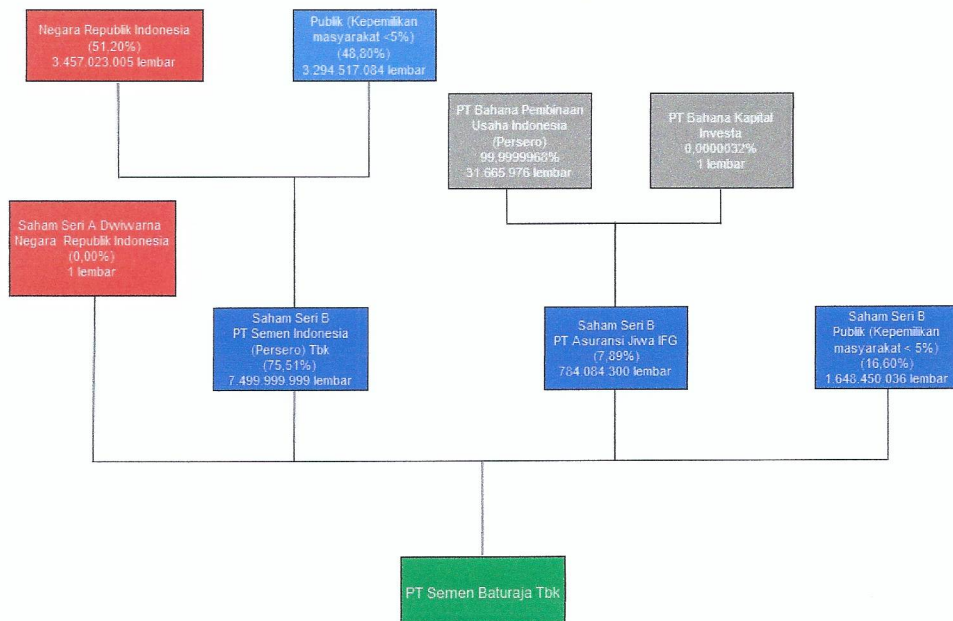 Negara Republik Indonesia
(51,20%)
3.457.023.005 lembar
Publik (Kepemilikan
masyarakat <5%)
(48,80%)
3.294.517.084 lembar
PT Bahana Pembinaan
Usaha Indonesia
(Persero)
99,9999968%
31.665.976 lembar
PT Bahana Kapital
Investa
0,0000032%
1 lembar
Saham Seri A Dwiwarna
Negara Republik Indonesia
(0,00%)
1 lembar
Saham Seri B
PT Semen Indonesia
(Persero) Tbk
(75,51%)
7.499.999.999 lembar
Saham Seri B
PT Asuransi Jiwa IFG
(7,89%)
784.084.300 lembar
Saham Seri B
Publik (Kepemilikan
masyarakat < 5%)
(16,60%)
1.648.450.036 lembar
PT Semen Baturaja Tbk